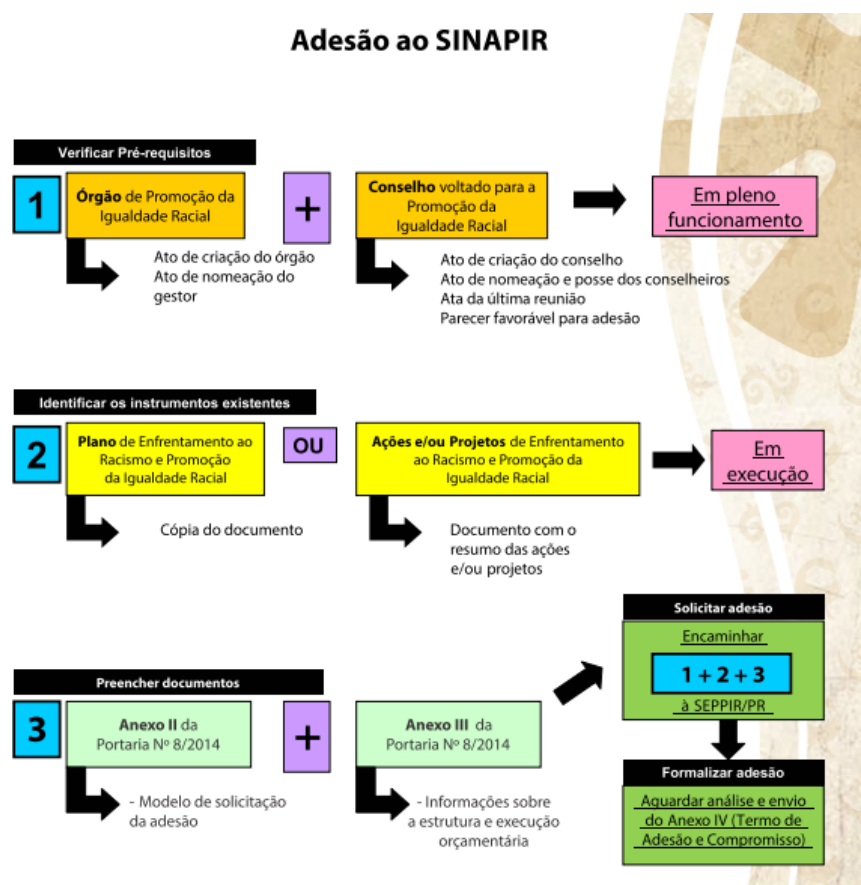 Adesão ao SINAPIR
Verificar Pré-requisitos
1
Órgão de Promoção da
Igualdade Racial
+
Conselho voltado para a
Promoção da
Igualdade Racial
Em pleno
funcionamento
Ato de criação do órgão
Ato de nomeação do
gestor
Ato de criação do conselho
Ato de nomeação e posse dos conselheiros
Ata da última reunião
Parecer favorável para adesão
Identificar os instrumentos existentes
2
Plano de Enfrentamento ao
Racismo e Promoção
da Igualdade Racial
OU
Ações e/ou Projetos de Enfrentamento
ao Racismo e Promoção da
Igualdade Racial
Em
execução
Cópia do documento
Documento com o
resumo das ações
e/ou projetos
Preencher documentos
3
Anexo II da
Portaria Nº 8/2014
+
Anexo III da
Portaria Nº 8/2014
- Modelo de solicitação
da adesão
- Informações sobre
a estrutura e execução
orçamentária
Solicitar adesão
Encaminhar
1 + 2 + 3
à SEPPIR/PR
Formalizar adesão
Aguardar análise e envio
do Anexo IV (Termo de
Adesão e Compromisso)